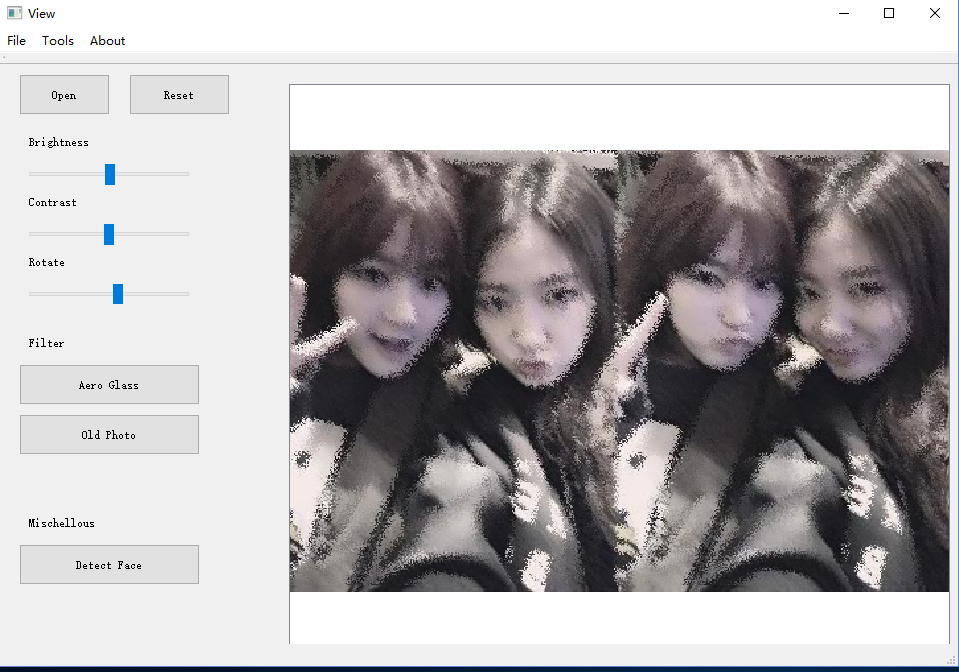 View
File Tools About
Open Reset
Brightness
Contrast
Rotate
Filter
Aero Glass
Old Photo
Mischellous
Detect Face